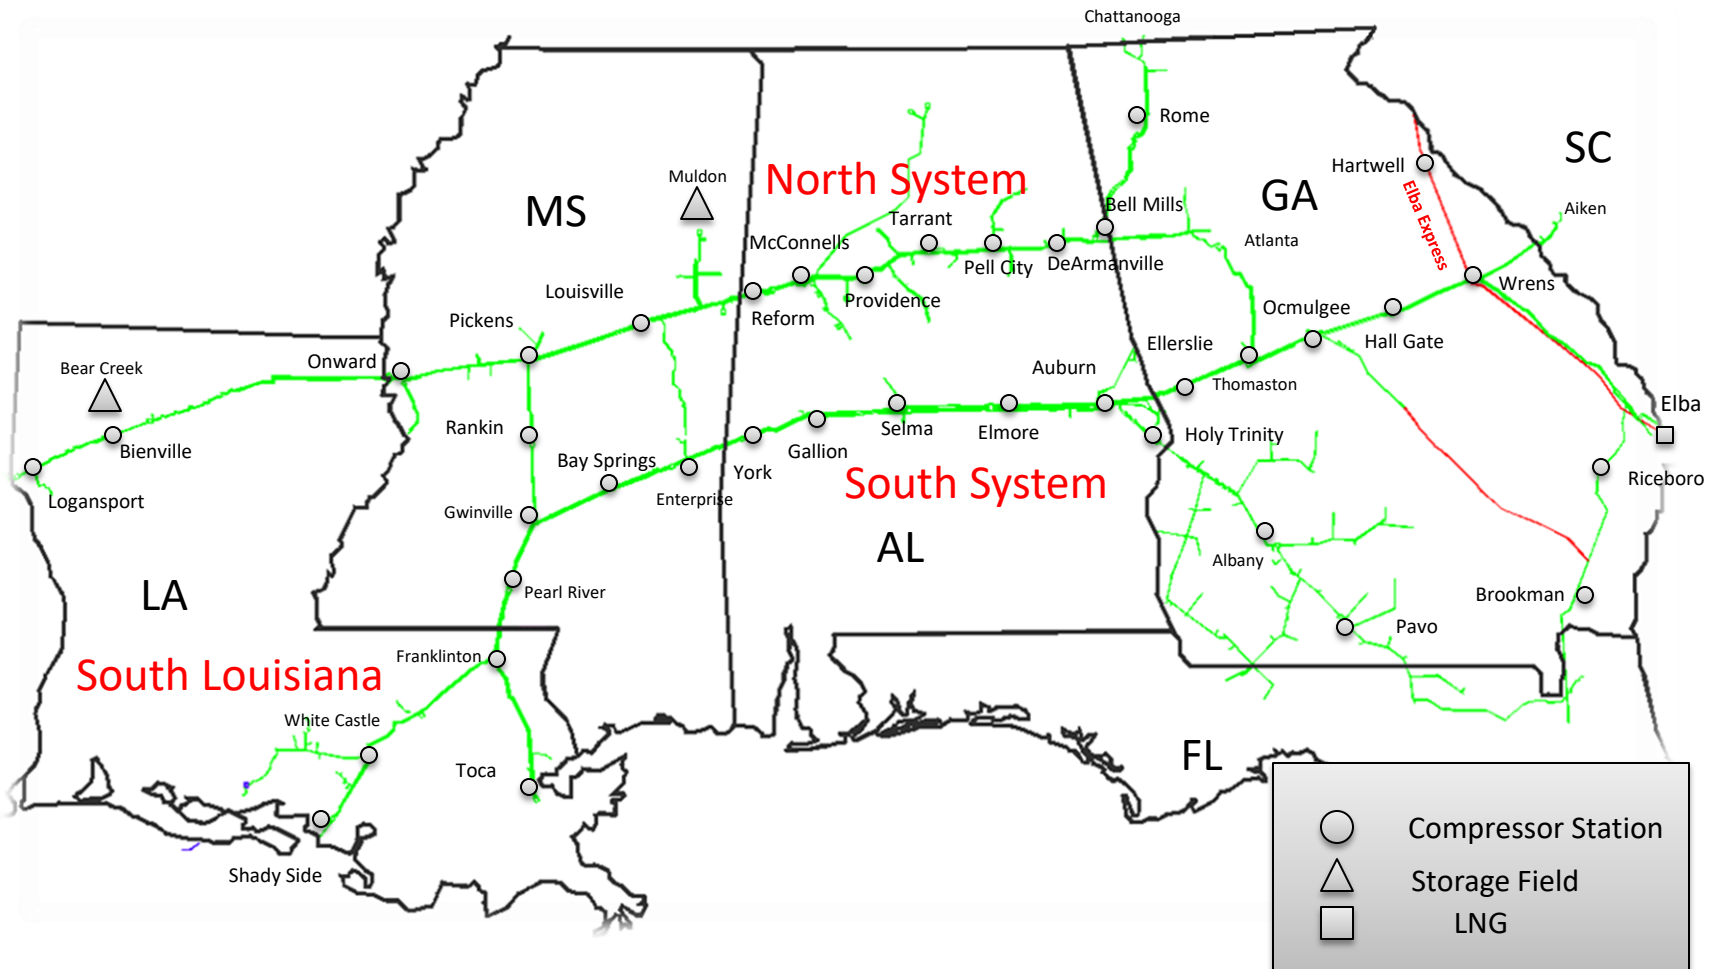 Chattanooga
Rome
SC
Hartwell
Muldon
North System
MS
GA
Elba Express
Aiken
Bell Mills
Tarrant
McConnells
Atlanta
Pell City
DeArmanville
Wrens
Louisville
Providence
Ocmulgee
Reform
Pickens
Hall Gate
Ellerslie
Onward
Bear Creek
Auburn
Thomaston
Elba
Rankin
Selma
Elmore
Holy Trinity
Bienville
Gallion
Bay Springs
York
South System
Riceboro
Logansport
Enterprise
Gwinville
AL
Albany
LA
Pearl River
Brookman
Pavo
Franklinton
South Louisiana
White Castle
FL
Toca
Shady Side
Compressor Station
Storage Field
LNG